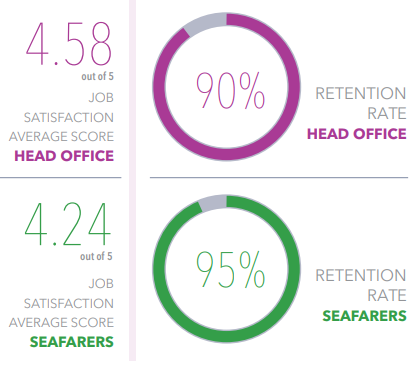 4.58
out of 5
JOB
SATISFACTION
AVERAGE SCORE
HEAD OFFICE
90%
RETENTION
RATE
HEAD OFFICE
4.24
out of 5
JOB
SATISFACTION
AVERAGE SCORE
SEAFARERS
95%
RETENTION
RATE
SEAFARERS